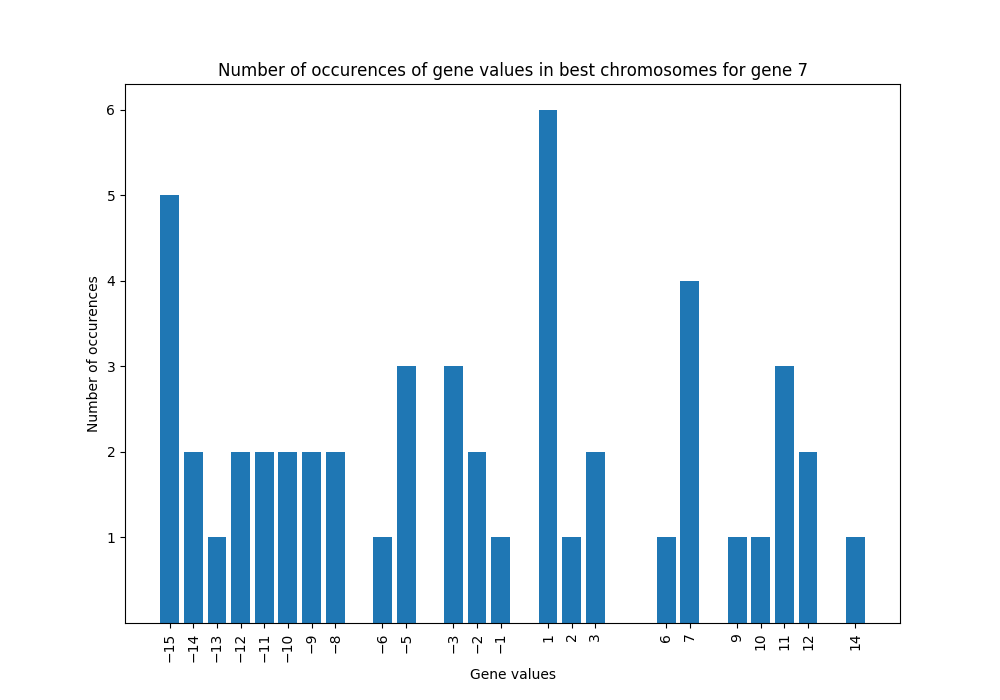 Number of occurences of gene values in best chromosomes for gene 7
Number of occurences
6
5
4
3
2
1
−15 −14 −13 −12 −11 −10 −9 −8 −6 −5 −3 −2 −1 1 2 3 6 7 9 10 11 12 14
Gene values